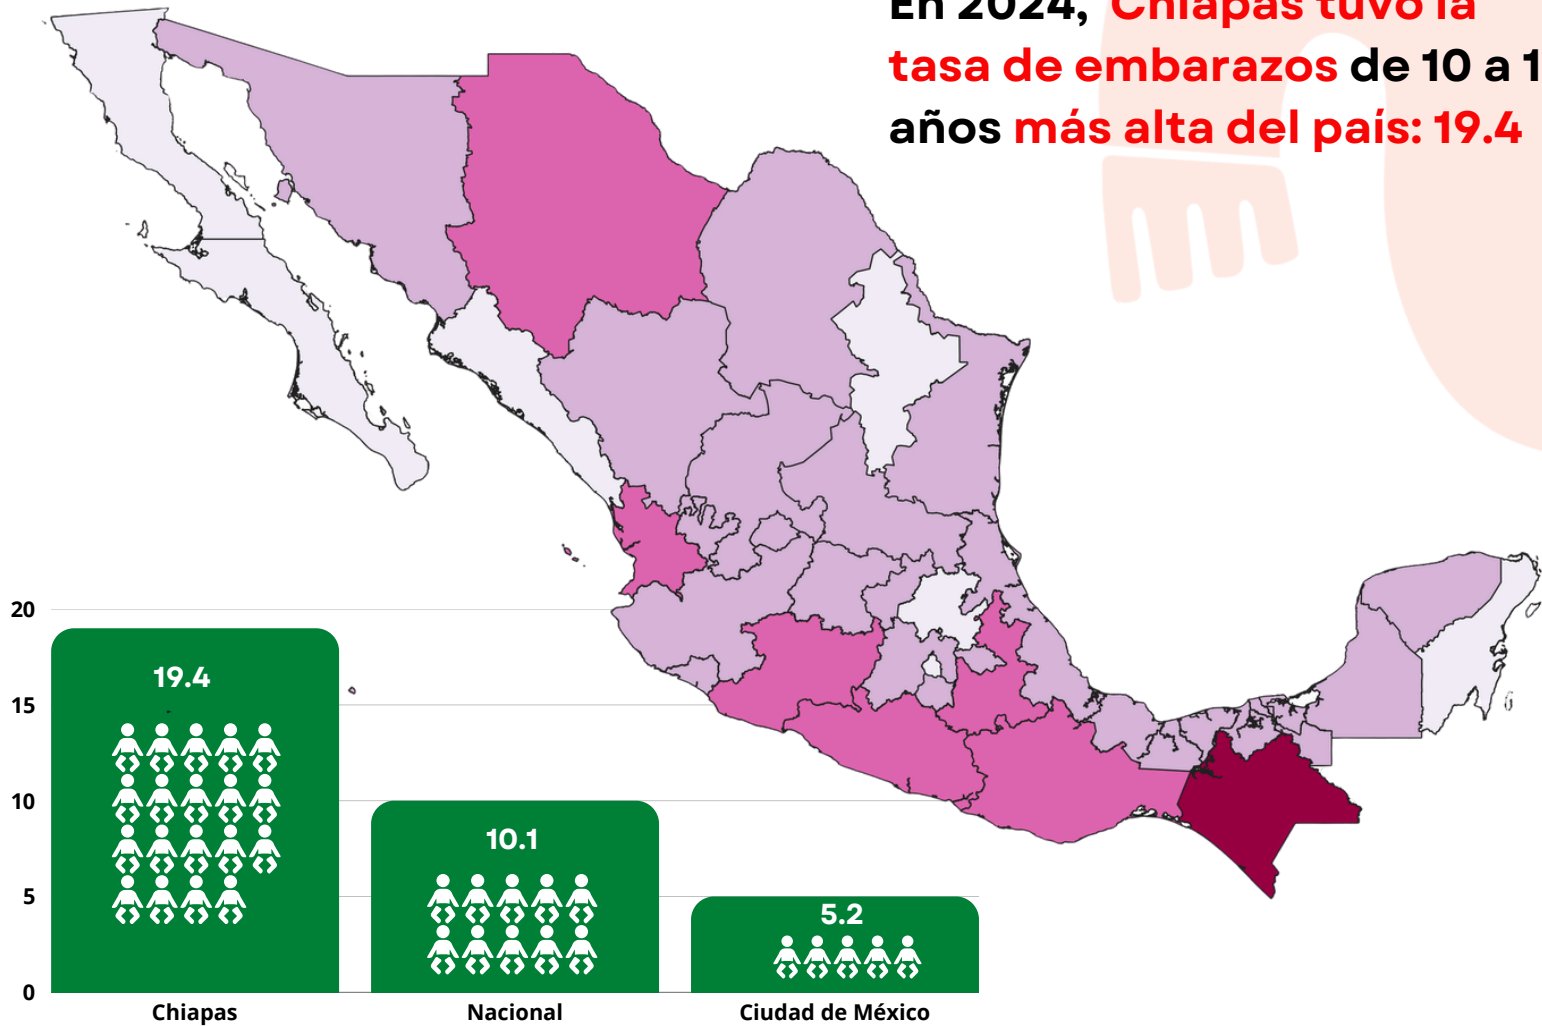 En 2024, Chiapas tuvo la
tasa de embarazos de 10 a 1
años más alta del país: 19.4
20
15
10
5
0
19.4
10.1
5.2
Chiapas
Nacional
Ciudad de México